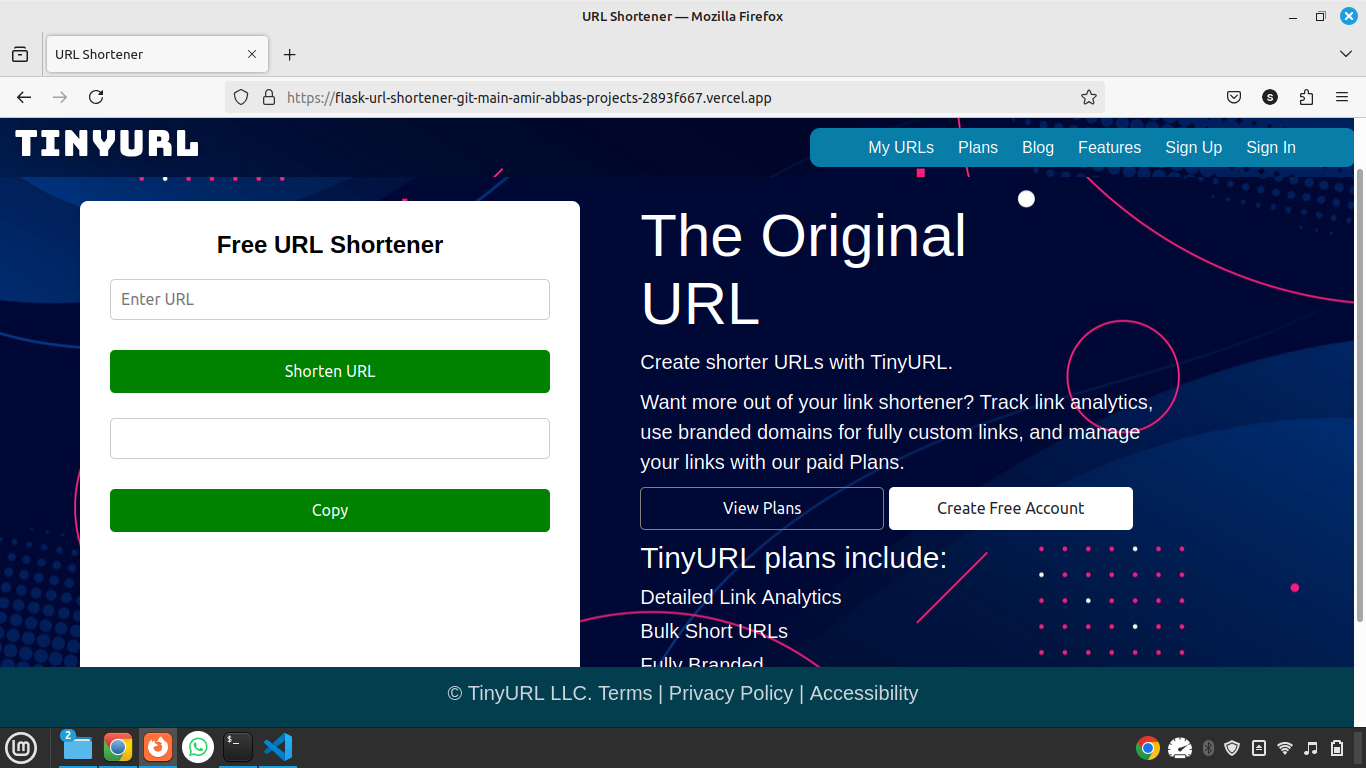 URL Shortener — Mozilla Firefox
URL Shortener
https://flask-url-shortener-git-main-amir-abbas-projects-2893f667.vercel.app
S
TINYURL
My URLs Plans Blog Features Sign Up Sign In
Free URL Shortener
Enter URL
Shorten URL
Copy
The Original
URL
Create shorter URLs with TinyURL.
Want more out of your link shortener? Track link analytics,
use branded domains for fully custom links, and manage
your links with our paid Plans.
View Plans Create Free Account
TinyURL plans include:
Detailed Link Analytics
Bulk Short URLs
Fully Branded
© TinyURL LLC. Terms | Privacy Policy | Accessibility
2
$_